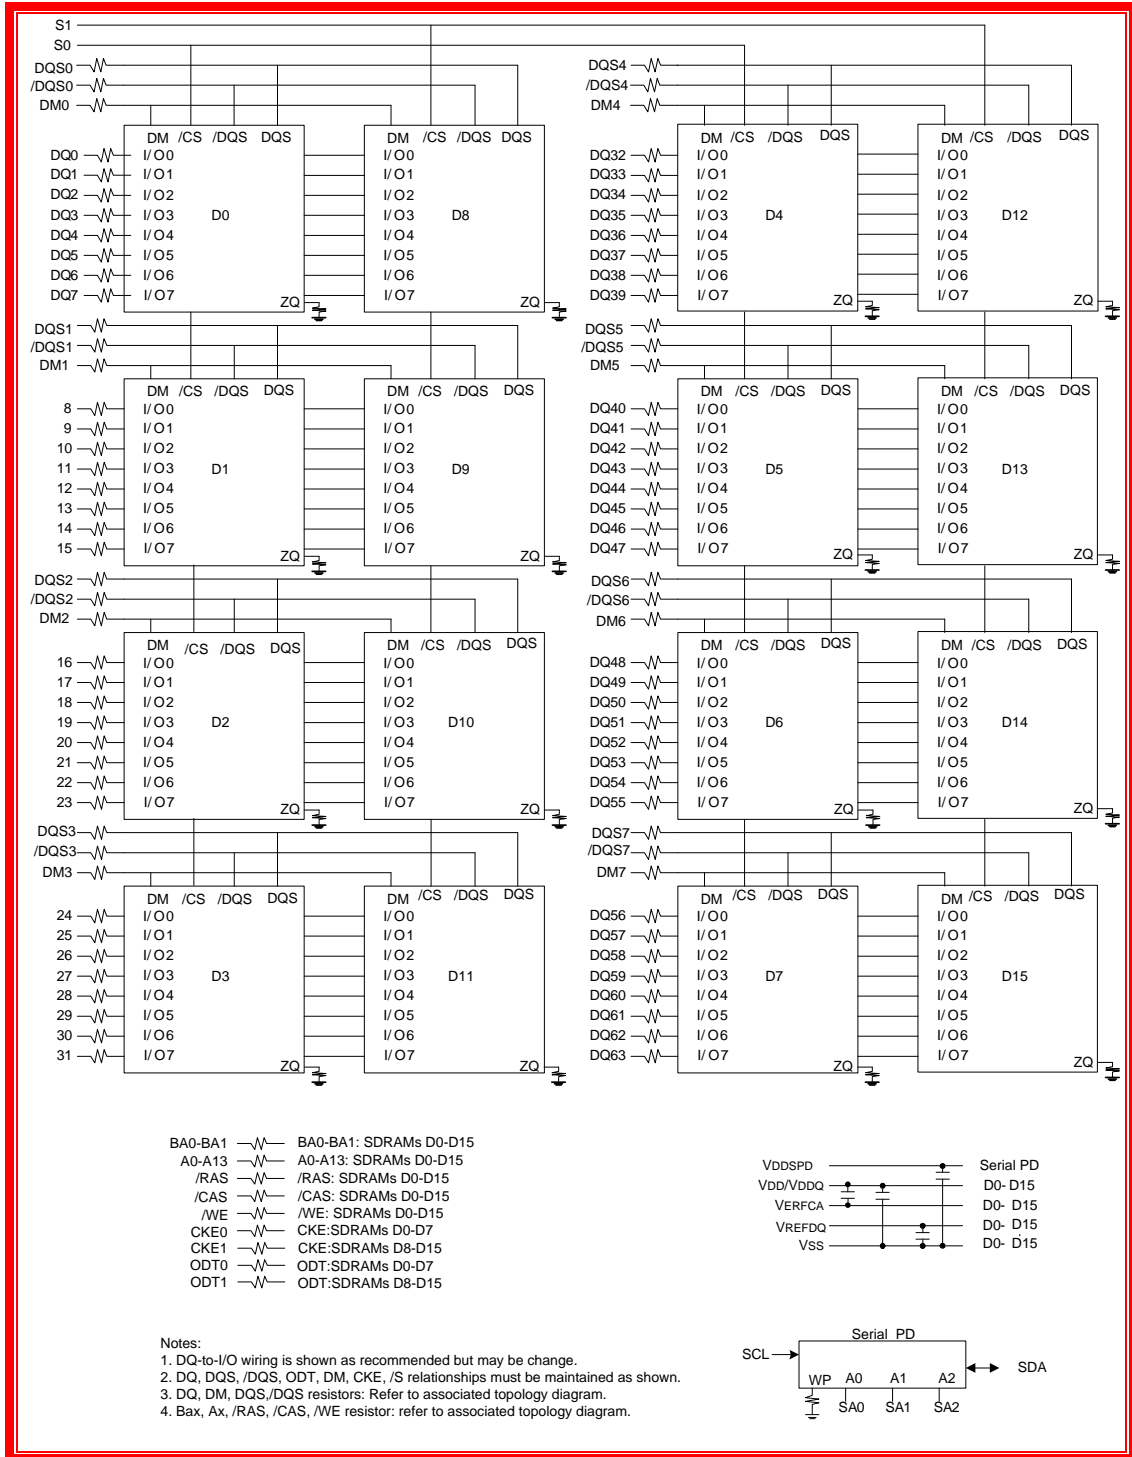 S1
S0
DQS0
/DQS0
DM0
DM /CS /DQS DQS
DM /CS /DQS DQS
DQ0 I/O0 I/O0
DQ1 I/O1 I/O1
DQ2 I/O2 I/O2
DQ3 I/O3 D0 I/O3 D8
DQ4 I/O4 I/O4
DQ5 I/O5 I/O5
DQ6 I/O6 I/O6
DQ7 I/O7 I/O7
ZQ ZQ
DQS1
/DQS1
DM1
DM /CS /DQS DQS
DM /CS /DQS DQS
8 I/O0 I/O0
9 I/O1 I/O1
10 I/O2 I/O2
11 I/O3 D1 I/O3 D9
12 I/O4 I/O4
13 I/O5 I/O5
14 I/O6 I/O6
15 I/O7 I/O7
ZQ ZQ
DQS2
/DQS2
DM2
DM /CS /DQS DQS
DM /CS /DQS DQS
16 I/O0 I/O0
17 I/O1 I/O1
18 I/O2 I/O2
19 I/O3 D2 I/O3 D10
20 I/O4 I/O4
21 I/O5 I/O5
22 I/O6 I/O6
23 I/O7 I/O7
ZQ ZQ
DQS3
/DQS3
DM3
DM /CS /DQS DQS
DM /CS /DQS DQS
24 I/O0 I/O0
25 I/O1 I/O1
26 I/O2 I/O2
27 I/O3 D3 I/O3 D11
28 I/O4 I/O4
29 I/O5 I/O5
30 I/O6 I/O6
31 I/O7 I/O7
ZQ ZQ
DQS4
/DQS4
DM4
DM /CS /DQS DQS
DM /CS /DQS DQS
DQ32 I/O0 I/O0
DQ33 I/O1 I/O1
DQ34 I/O2 I/O2
DQ35 I/O3 D4 I/O3 D12
DQ36 I/O4 I/O4
DQ37 I/O5 I/O5
DQ38 I/O6 I/O6
DQ39 I/O7 I/O7
ZQ ZQ
DQS5
/DQS5
DM5
DM /CS /DQS DQS
DM /CS /DQS DQS
DQ40 I/O0 I/O0
DQ41 I/O1 I/O1
DQ42 I/O2 I/O2
DQ43 I/O3 D5 I/O3 D13
DQ44 I/O4 I/O4
DQ45 I/O5 I/O5
DQ46 I/O6 I/O6
DQ47 I/O7 I/O7
ZQ ZQ
DQS6
/DQS6
DM6
DM /CS /DQS DQS
DM /CS /DQS DQS
DQ48 I/O0 I/O0
DQ49 I/O1 I/O1
DQ50 I/O2 I/O2
DQ51 I/O3 D6 I/O3 D14
DQ52 I/O4 I/O4
DQ53 I/O5 I/O5
DQ54 I/O6 I/O6
DQ55 I/O7 I/O7
ZQ ZQ
DQS7
/DQS7
DM7
DM /CS /DQS DQS
DM /CS /DQS DQS
DQ56 I/O0 I/O0
DQ57 I/O1 I/O1
DQ58 I/O2 I/O2
DQ59 I/O3 D7 I/O3 D15
DQ60 I/O4 I/O4
DQ61 I/O5 I/O5
DQ62 I/O6 I/O6
DQ63 I/O7 I/O7
ZQ ZQ
BA0-BA1 BA0-BA1: SDRAMs D0-D15
A0-A13 A0-A13: SDRAMs D0-D15
/RAS /RAS: SDRAMs D0-D15
/CAS /CAS: SDRAMs D0-D15
/WE /WE: SDRAMs D0-D15
CKE0 CKE:SDRAMs D0-D7
CKE1 CKE:SDRAMs D8-D15
ODT0 ODT:SDRAMs D0-D7
ODT1 ODT:SDRAMs D8-D15
VDDSPD Serial PD
VDD/VDDQ D0- D15
VERFCA D0- D15
VREFDQ D0- D15
VSS D0- D15
Notes:
1. DQ-to-I/O wiring is shown as recommended but may be change.
2. DQ, DQS, /DQS, ODT, DM, CKE, /S relationships must be maintained as shown.
3. DQ, DM, DQS,/DQS resistors: Refer to associated topology diagram.
4. Bax, Ax, /RAS, /CAS, /WE resistor: refer to associated topology diagram.
Serial PD
SCL SDA
WP A0 A1 A2
SA0 SA1 SA2